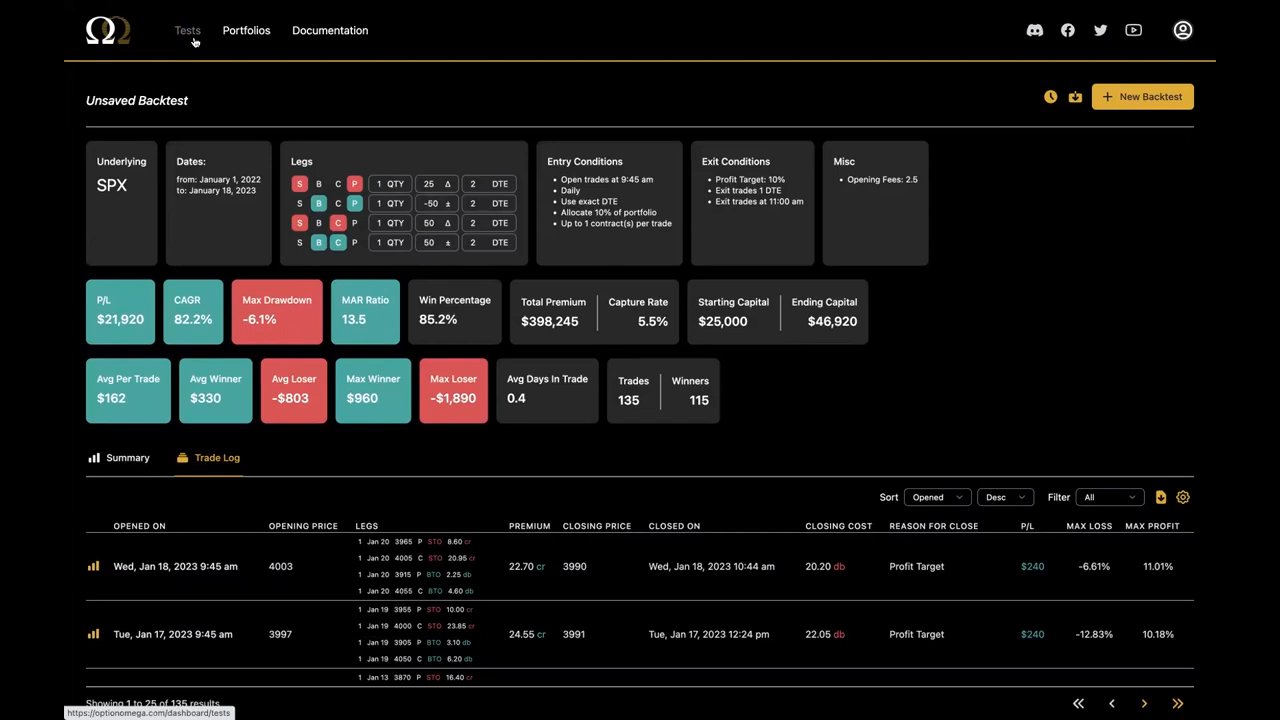 ΩΩ
Tests Portfolios Documentation
Unsaved Backtest
New Backtest
Underlying
SPX
Dates:
from: January 1, 2022
to: January 18, 2023
Legs
S B C P 1 QTY 25 Δ 2 DTE
S B C P 1 QTY -50 ± 2 DTE
S B C P 1 QTY 50 Δ 2 DTE
S B C P 1 QTY 50 ± 2 DTE
Entry Conditions
• Open trades at 9:45 am
• Daily
• Use exact DTE
• Allocate 10% of portfolio
• Up to 1 contract(s) per trade
Exit Conditions
• Profit Target: 10%
• Exit trades 1 DTE
• Exit trades at 11:00 am
Misc
• Opening Fees: 2.5
P/L
$21,920
CAGR
82.2%
Max Drawdown
-6.1%
MAR Ratio
13.5
Win Percentage
85.2%
Total Premium
$398,245
Capture Rate
5.5%
Starting Capital
$25,000
Ending Capital
$46,920
Avg Per Trade
$162
Avg Winner
$330
Avg Loser
-$803
Max Winner
$960
Max Loser
-$1,890
Avg Days In Trade
0.4
Trades
135
Winners
115
Summary Trade Log
Sort Opened Desc Filter All
OPENED ON OPENING PRICE LEGS PREMIUM CLOSING PRICE CLOSED ON CLOSING COST REASON FOR CLOSE P/L MAX LOSS MAX PROFIT
1 Jan 20 3965 P STO 8.60 cr
1 Jan 20 4005 C STO 20.95 cr
Wed, Jan 18, 2023 9:45 am 4003 22.70 cr 3990 Wed, Jan 18, 2023 10:44 am 20.20 db Profit Target $240 -6.61% 11.01%
1 Jan 20 3915 P BTO 2.25 db
1 Jan 20 4055 C BTO 4.60 db
1 Jan 19 3955 P STO 10.00 cr
1 Jan 19 4000 C STO 23.85 cr
Tue, Jan 17, 2023 9:45 am 3997 24.55 cr 3991 Tue, Jan 17, 2023 12:24 pm 22.05 db Profit Target $240 -12.83% 10.18%
1 Jan 19 3905 P BTO 3.10 db
1 Jan 19 4050 C BTO 6.20 db
1 Jan 13 3870 P STO 16.40 cr
Showing 1 to 25 of 135 results
https://optionomega.com/dashboard/tests